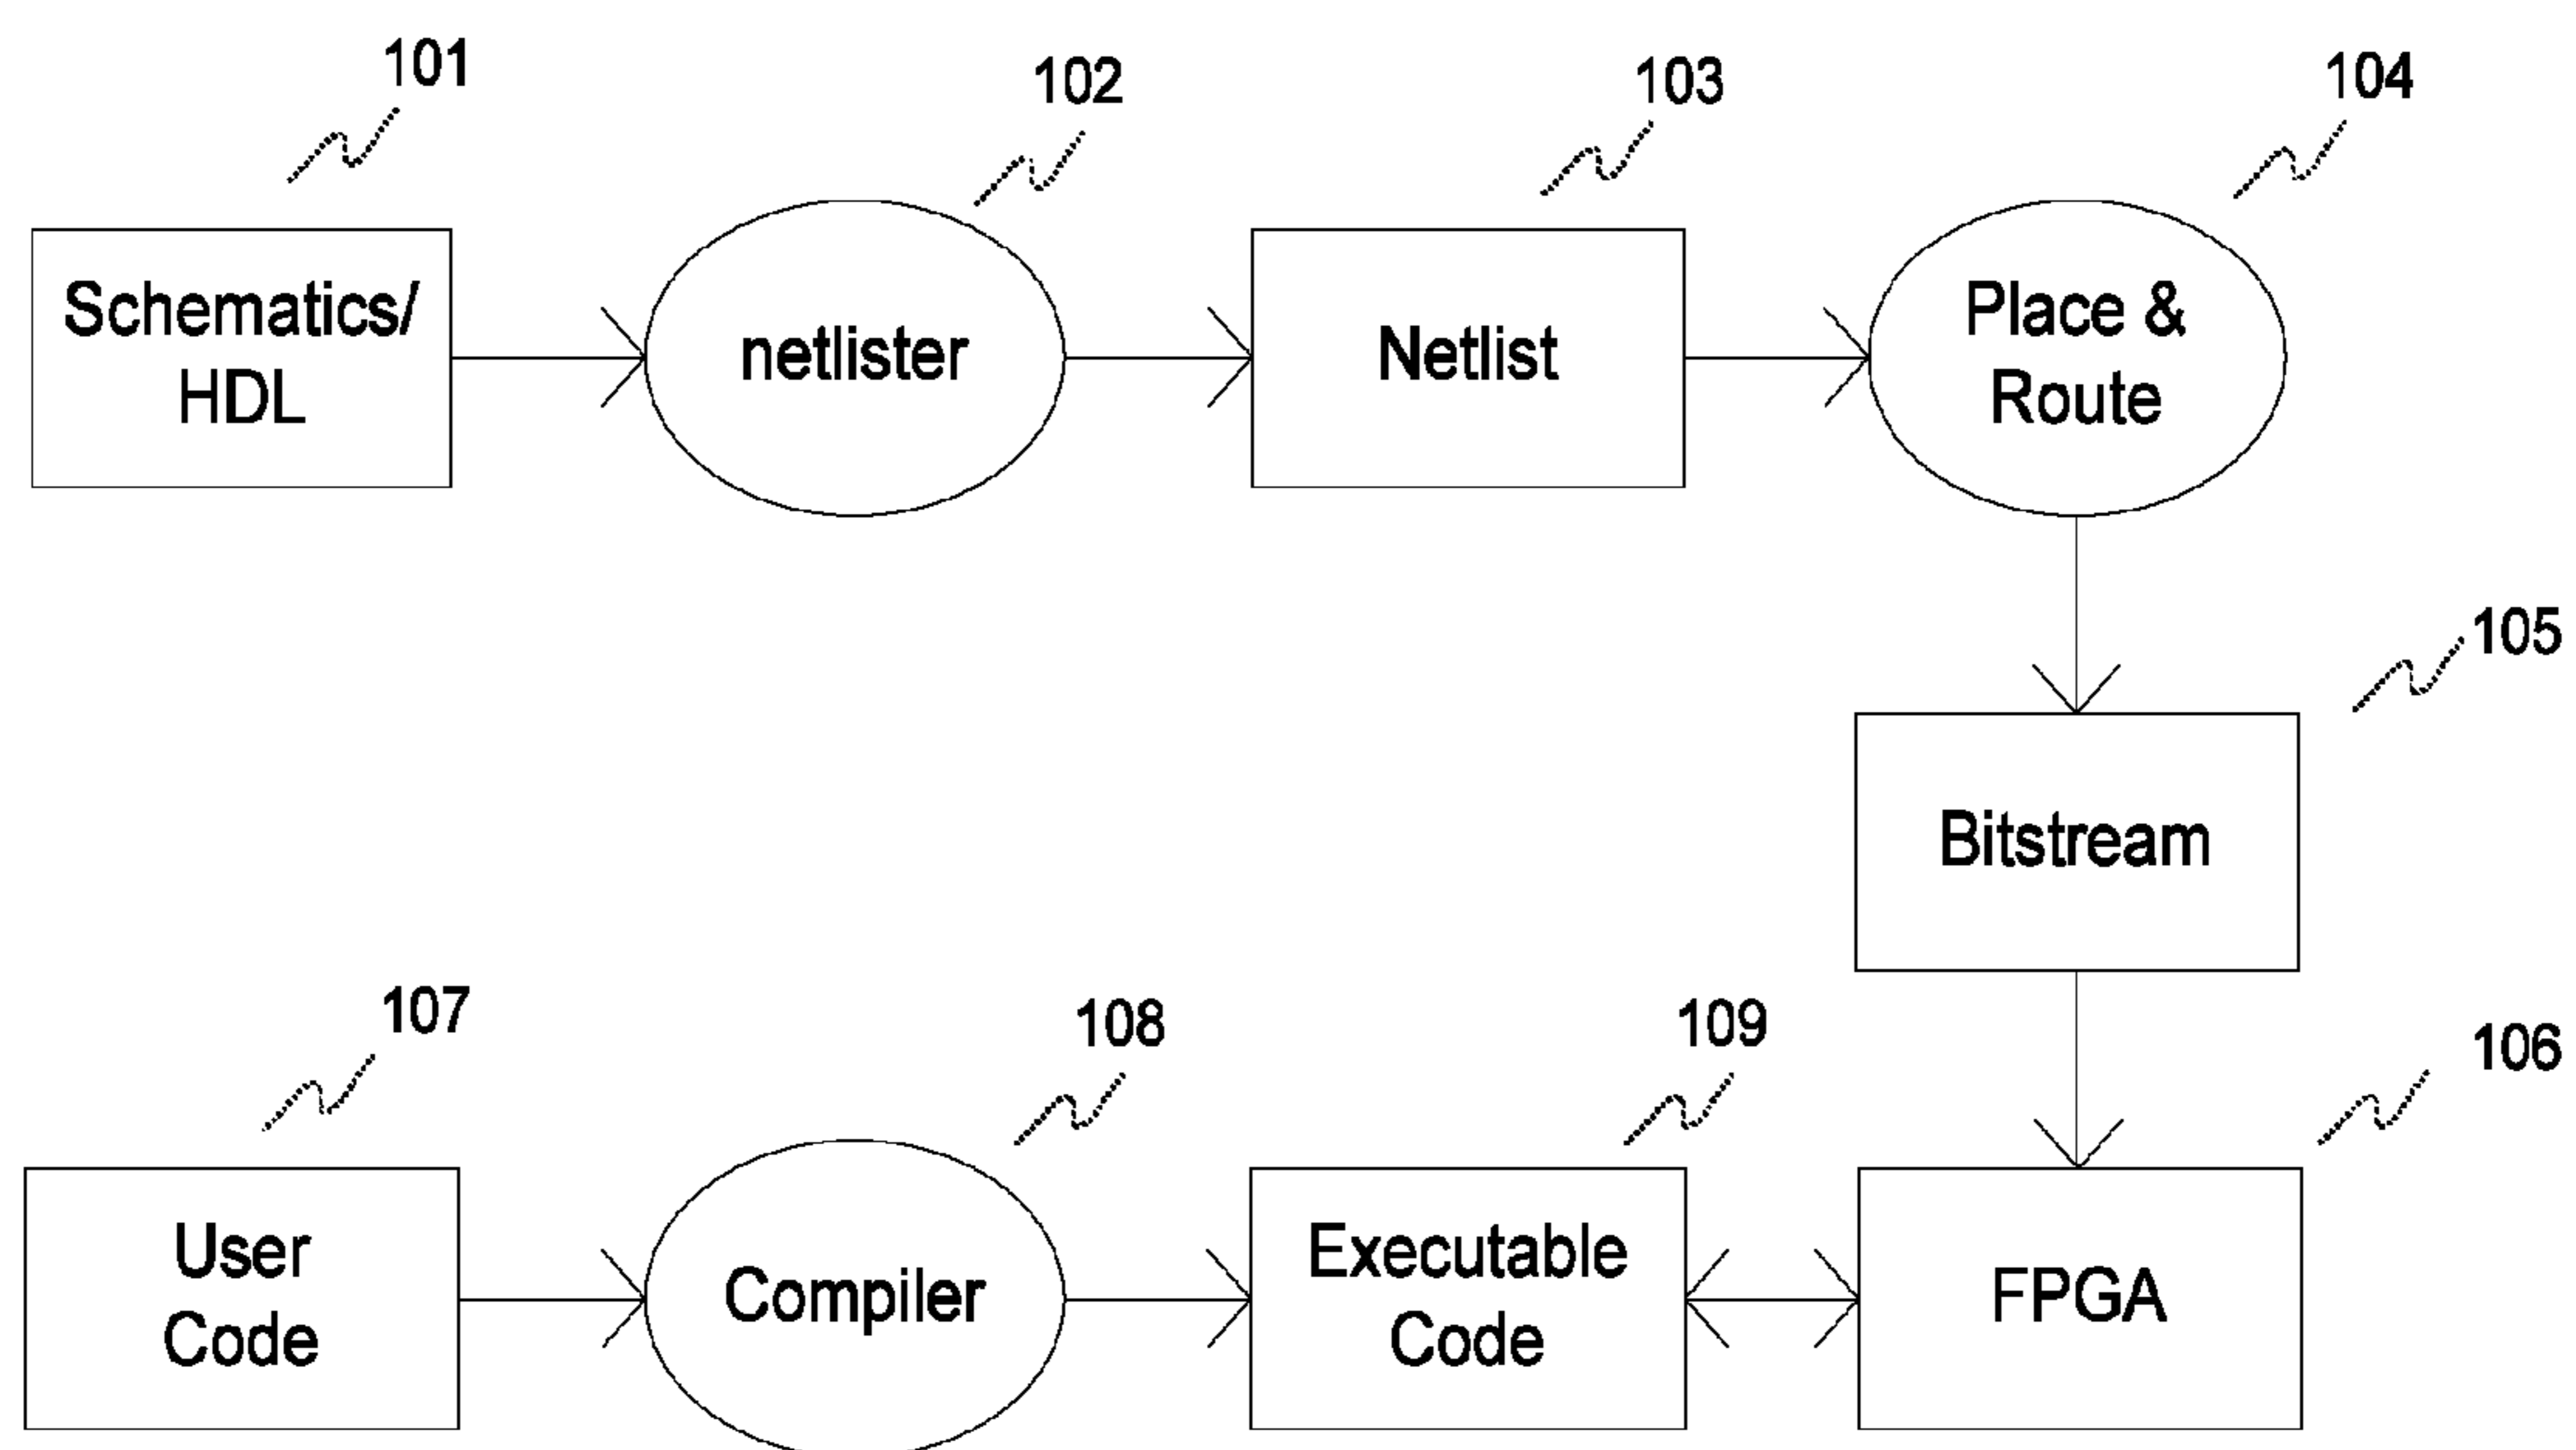 101
102
103
104
Schematics/
HDL
netlister
Netlist
Place &
Route
105
Bitstream
107
108
109
106
User
Code
Compiler
Executable
Code
FPGA